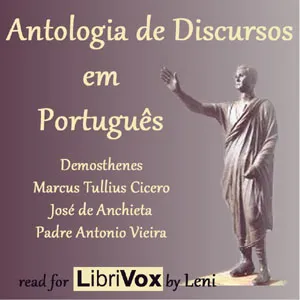 Antologia de Discursos
em
Português
Demosthenes
Marcus Tullius Cicero
José de Anchieta
Padre Antonio Vieira
read for LibriVox by Leni